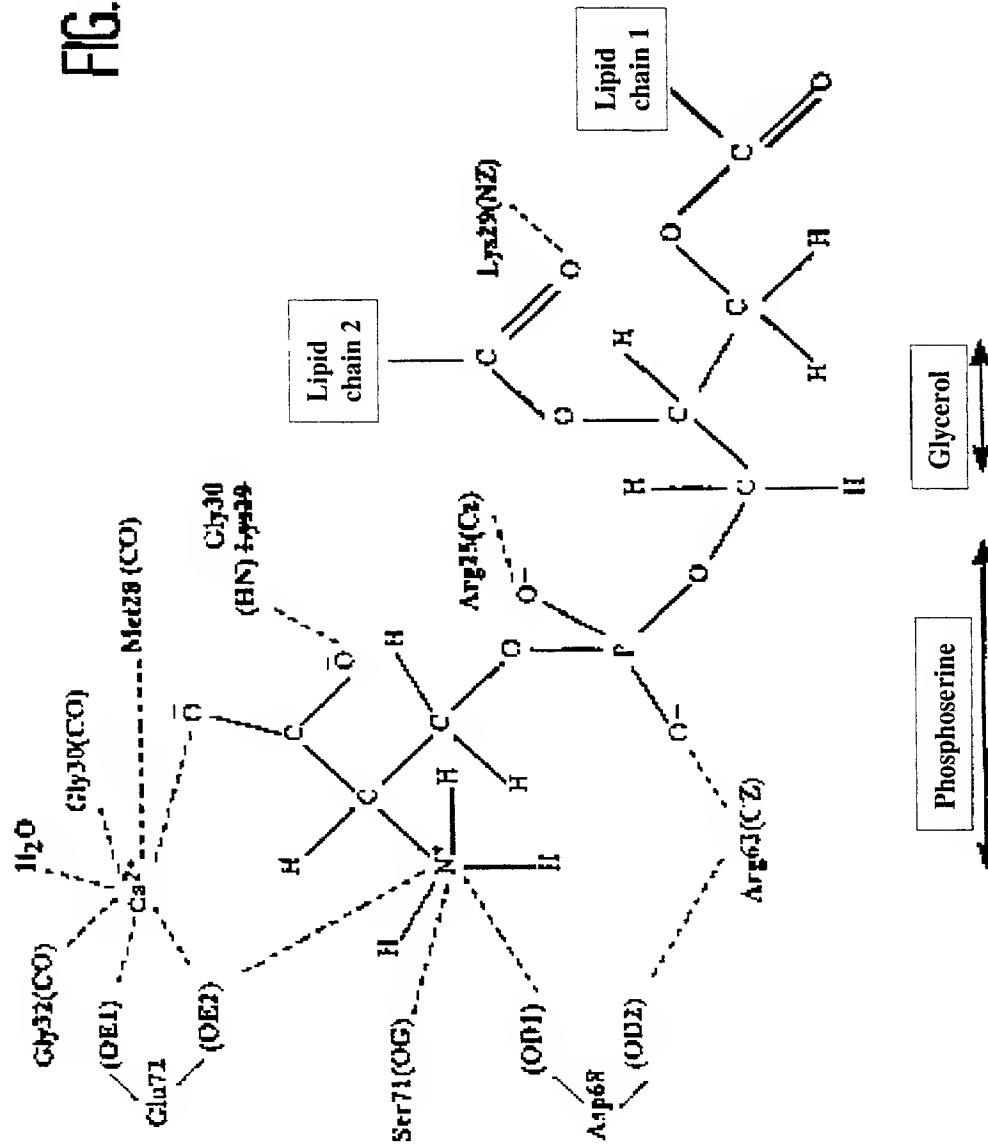 FIG.
H₂O
Gly32(CO)
Gly30(CO)
(OE1)
Ca²⁺
Met28 (CO)
Glu72
(OE2)
O⁻
Gly30
(HN) Lys29
H
C
O⁻
Lipid
chain 2
C
H
H
Ser71(OG)
N⁺
H
C
H
H
H
Arg25(Cz)
C
Lys29(NZ)
O
O⁻
O
O
(OD1)
Asp68
(OD2)
O⁻
P
H
H
Lipid
chain 1
C
O
O
C
C
C
Arg63(CZ)
H
H
H
O
Phosphoserine
Glycerol